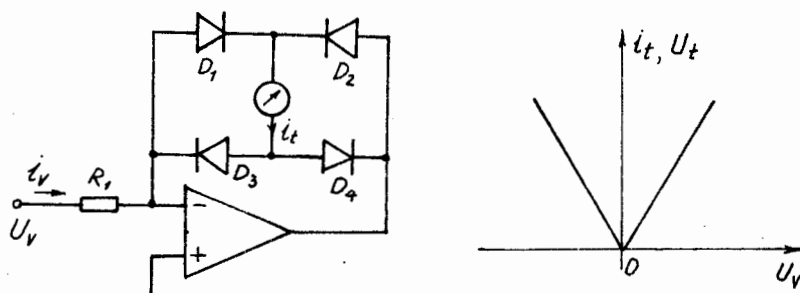 D₁
D₂
i_t
D₃
D₄
i_v
R₁
U_v
−
+
i_t, U_t
0
U_v